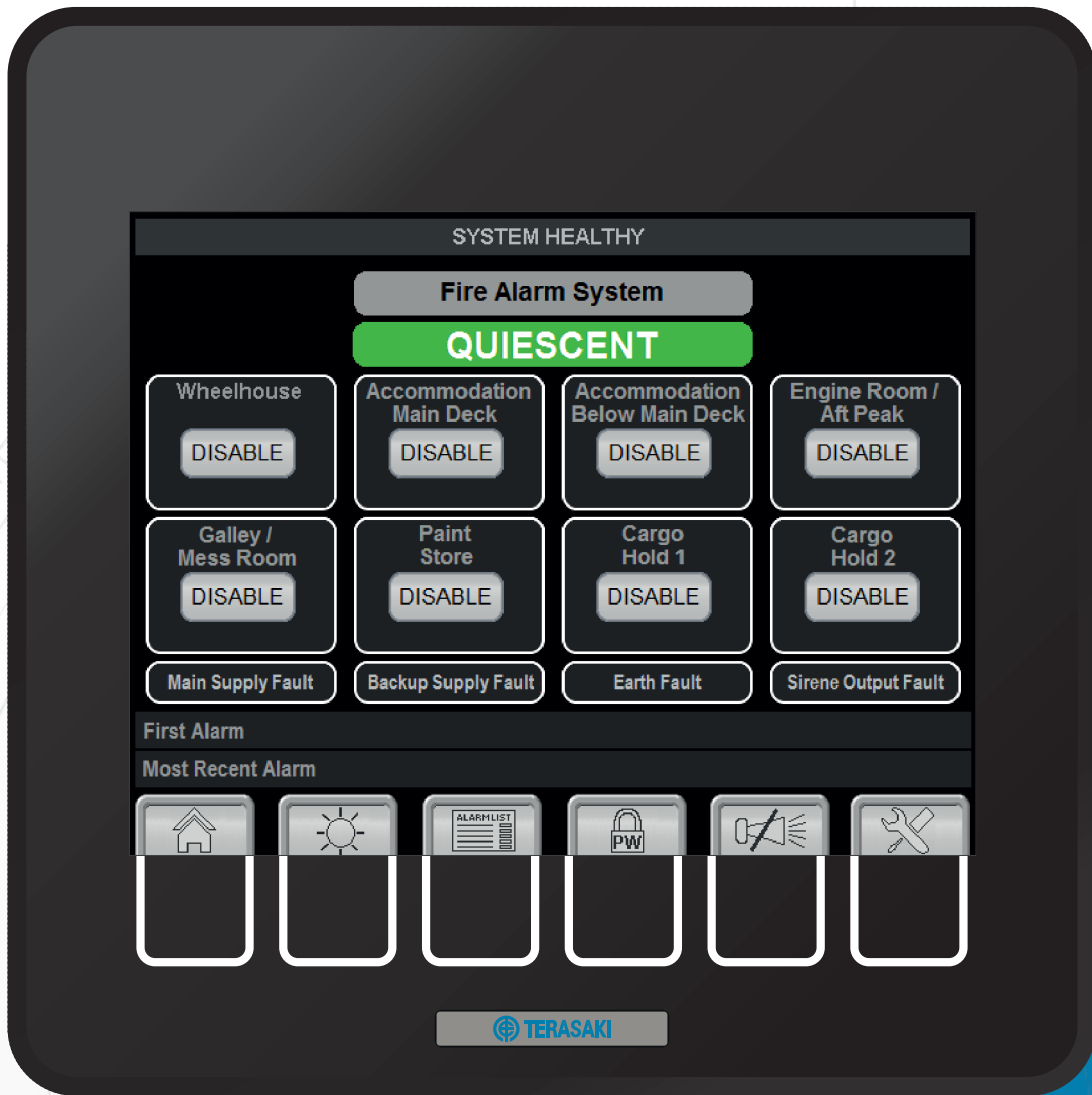 SYSTEM HEALTHY
Fire Alarm System
QUIESCENT
Wheelhouse
DISABLE
Accommodation
Main Deck
DISABLE
Accommodation
Below Main Deck
DISABLE
Engine Room /
Aft Peak
DISABLE
Galley /
Mess Room
DISABLE
Paint
Store
DISABLE
Cargo
Hold 1
DISABLE
Cargo
Hold 2
DISABLE
Main Supply Fault
Backup Supply Fault
Earth Fault
Sirene Output Fault
First Alarm
Most Recent Alarm
ALARMLIST
PW
TERASAKI